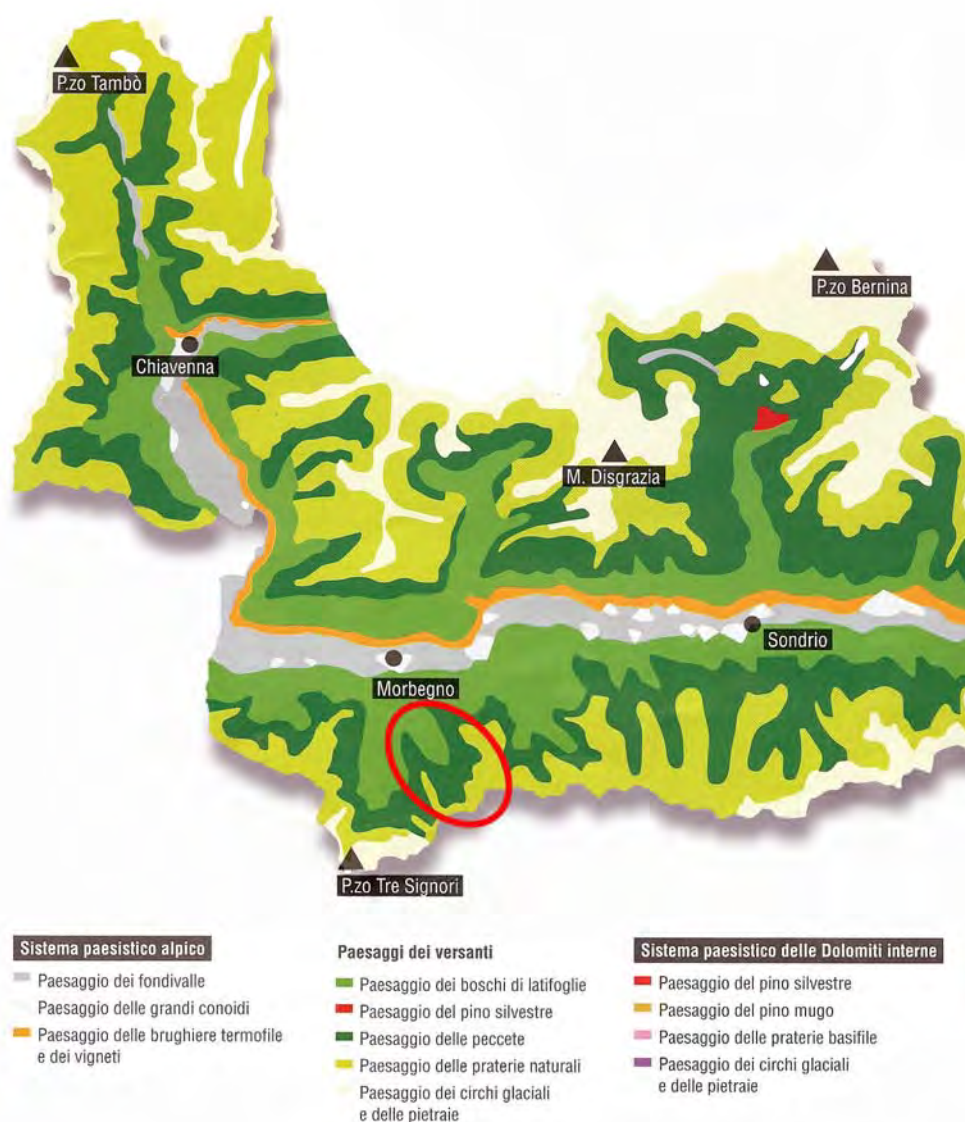 P.zo Tambò
P.zo Bernina
Chiavenna
M. Disgrazia
Sondrio
Morbegno
P.zo Tre Signori
Sistema paesistico alpico
Paesaggio dei fondivalle
Paesaggio delle grandi conoidi
Paesaggio delle brughiere termofile
e dei vigneti
Paesaggi dei versanti
Paesaggio dei boschi di latifoglie
Paesaggio del pino silvestre
Paesaggio delle peccete
Paesaggio delle praterie naturali
Paesaggio dei circhi glaciali
e delle pietraie
Sistema paesistico delle Dolomiti interne
Paesaggio del pino silvestre
Paesaggio del pino mugo
Paesaggio delle praterie basifile
Paesaggio dei circhi glaciali
e delle pietraie